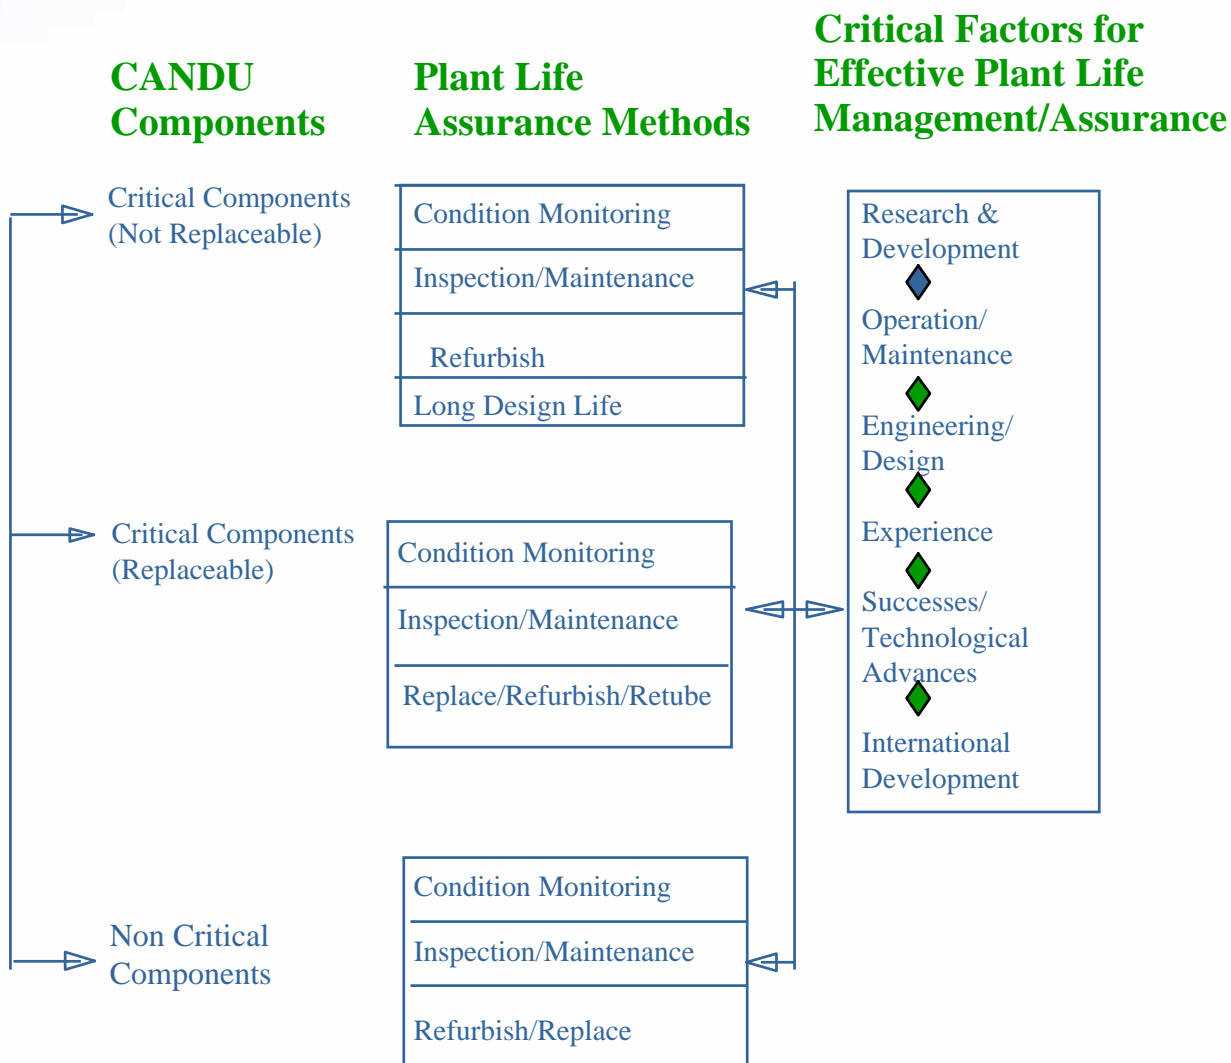 CANDU
Components
Plant Life
Assurance Methods
Critical Factors for
Effective Plant Life
Management/Assurance
Critical Components
(Not Replaceable)
Condition Monitoring
Inspection/Maintenance
Refurbish
Long Design Life
Critical Components
(Replaceable)
Condition Monitoring
Inspection/Maintenance
Replace/Refurbish/Retube
Non Critical
Components
Condition Monitoring
Inspection/Maintenance
Refurbish/Replace
Research &
Development
Operation/
Maintenance
Engineering/
Design
Experience
Successes/
Technological
Advances
International
Development